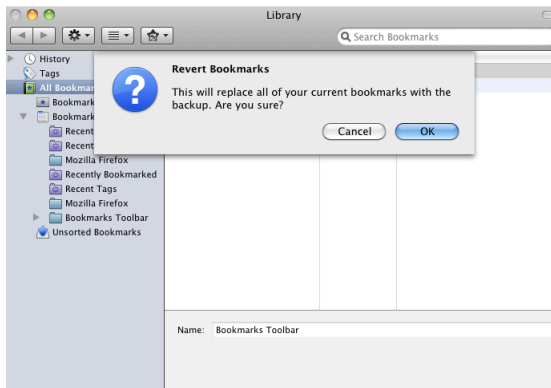 Library
Search Bookmarks
History
Tags
All Bookmar
Bookmark
Bookmark
Recent
Recent
Mozilla Firefox
Recently Bookmarked
Recent Tags
Mozilla Firefox
Bookmarks Toolbar
Unsorted Bookmarks
Revert Bookmarks
This will replace all of your current bookmarks with the
backup. Are you sure?
Cancel OK
Name: Bookmarks Toolbar